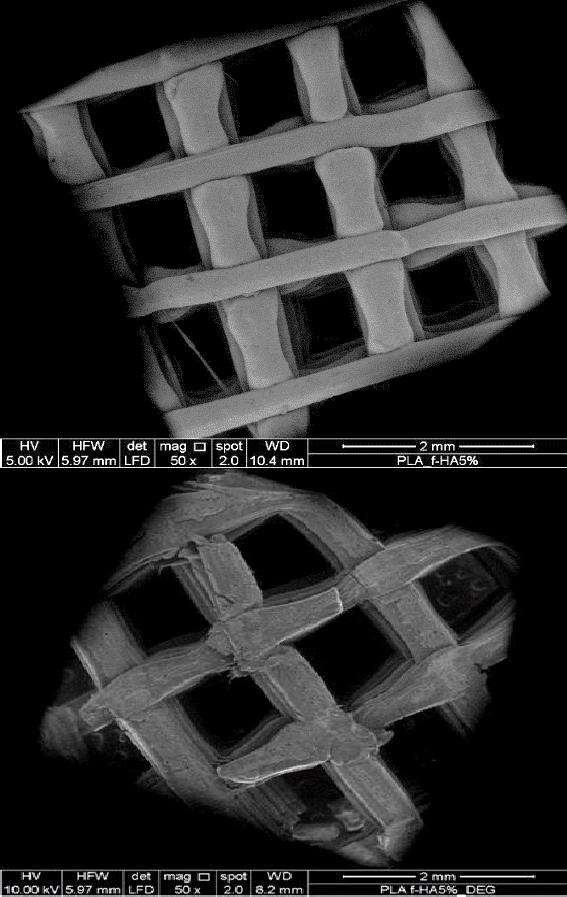 HV HFW det mag spot WD 2 mm
5.00 kV 5.97 mm LFD 50 x 2.0 10.4 mm PLA_f-HA5%
HV HFW det mag spot WD 2 mm
10.00 kV 5.97 mm LFD 50 x 2.0 8.2 mm PLA f-HA5%_DEG